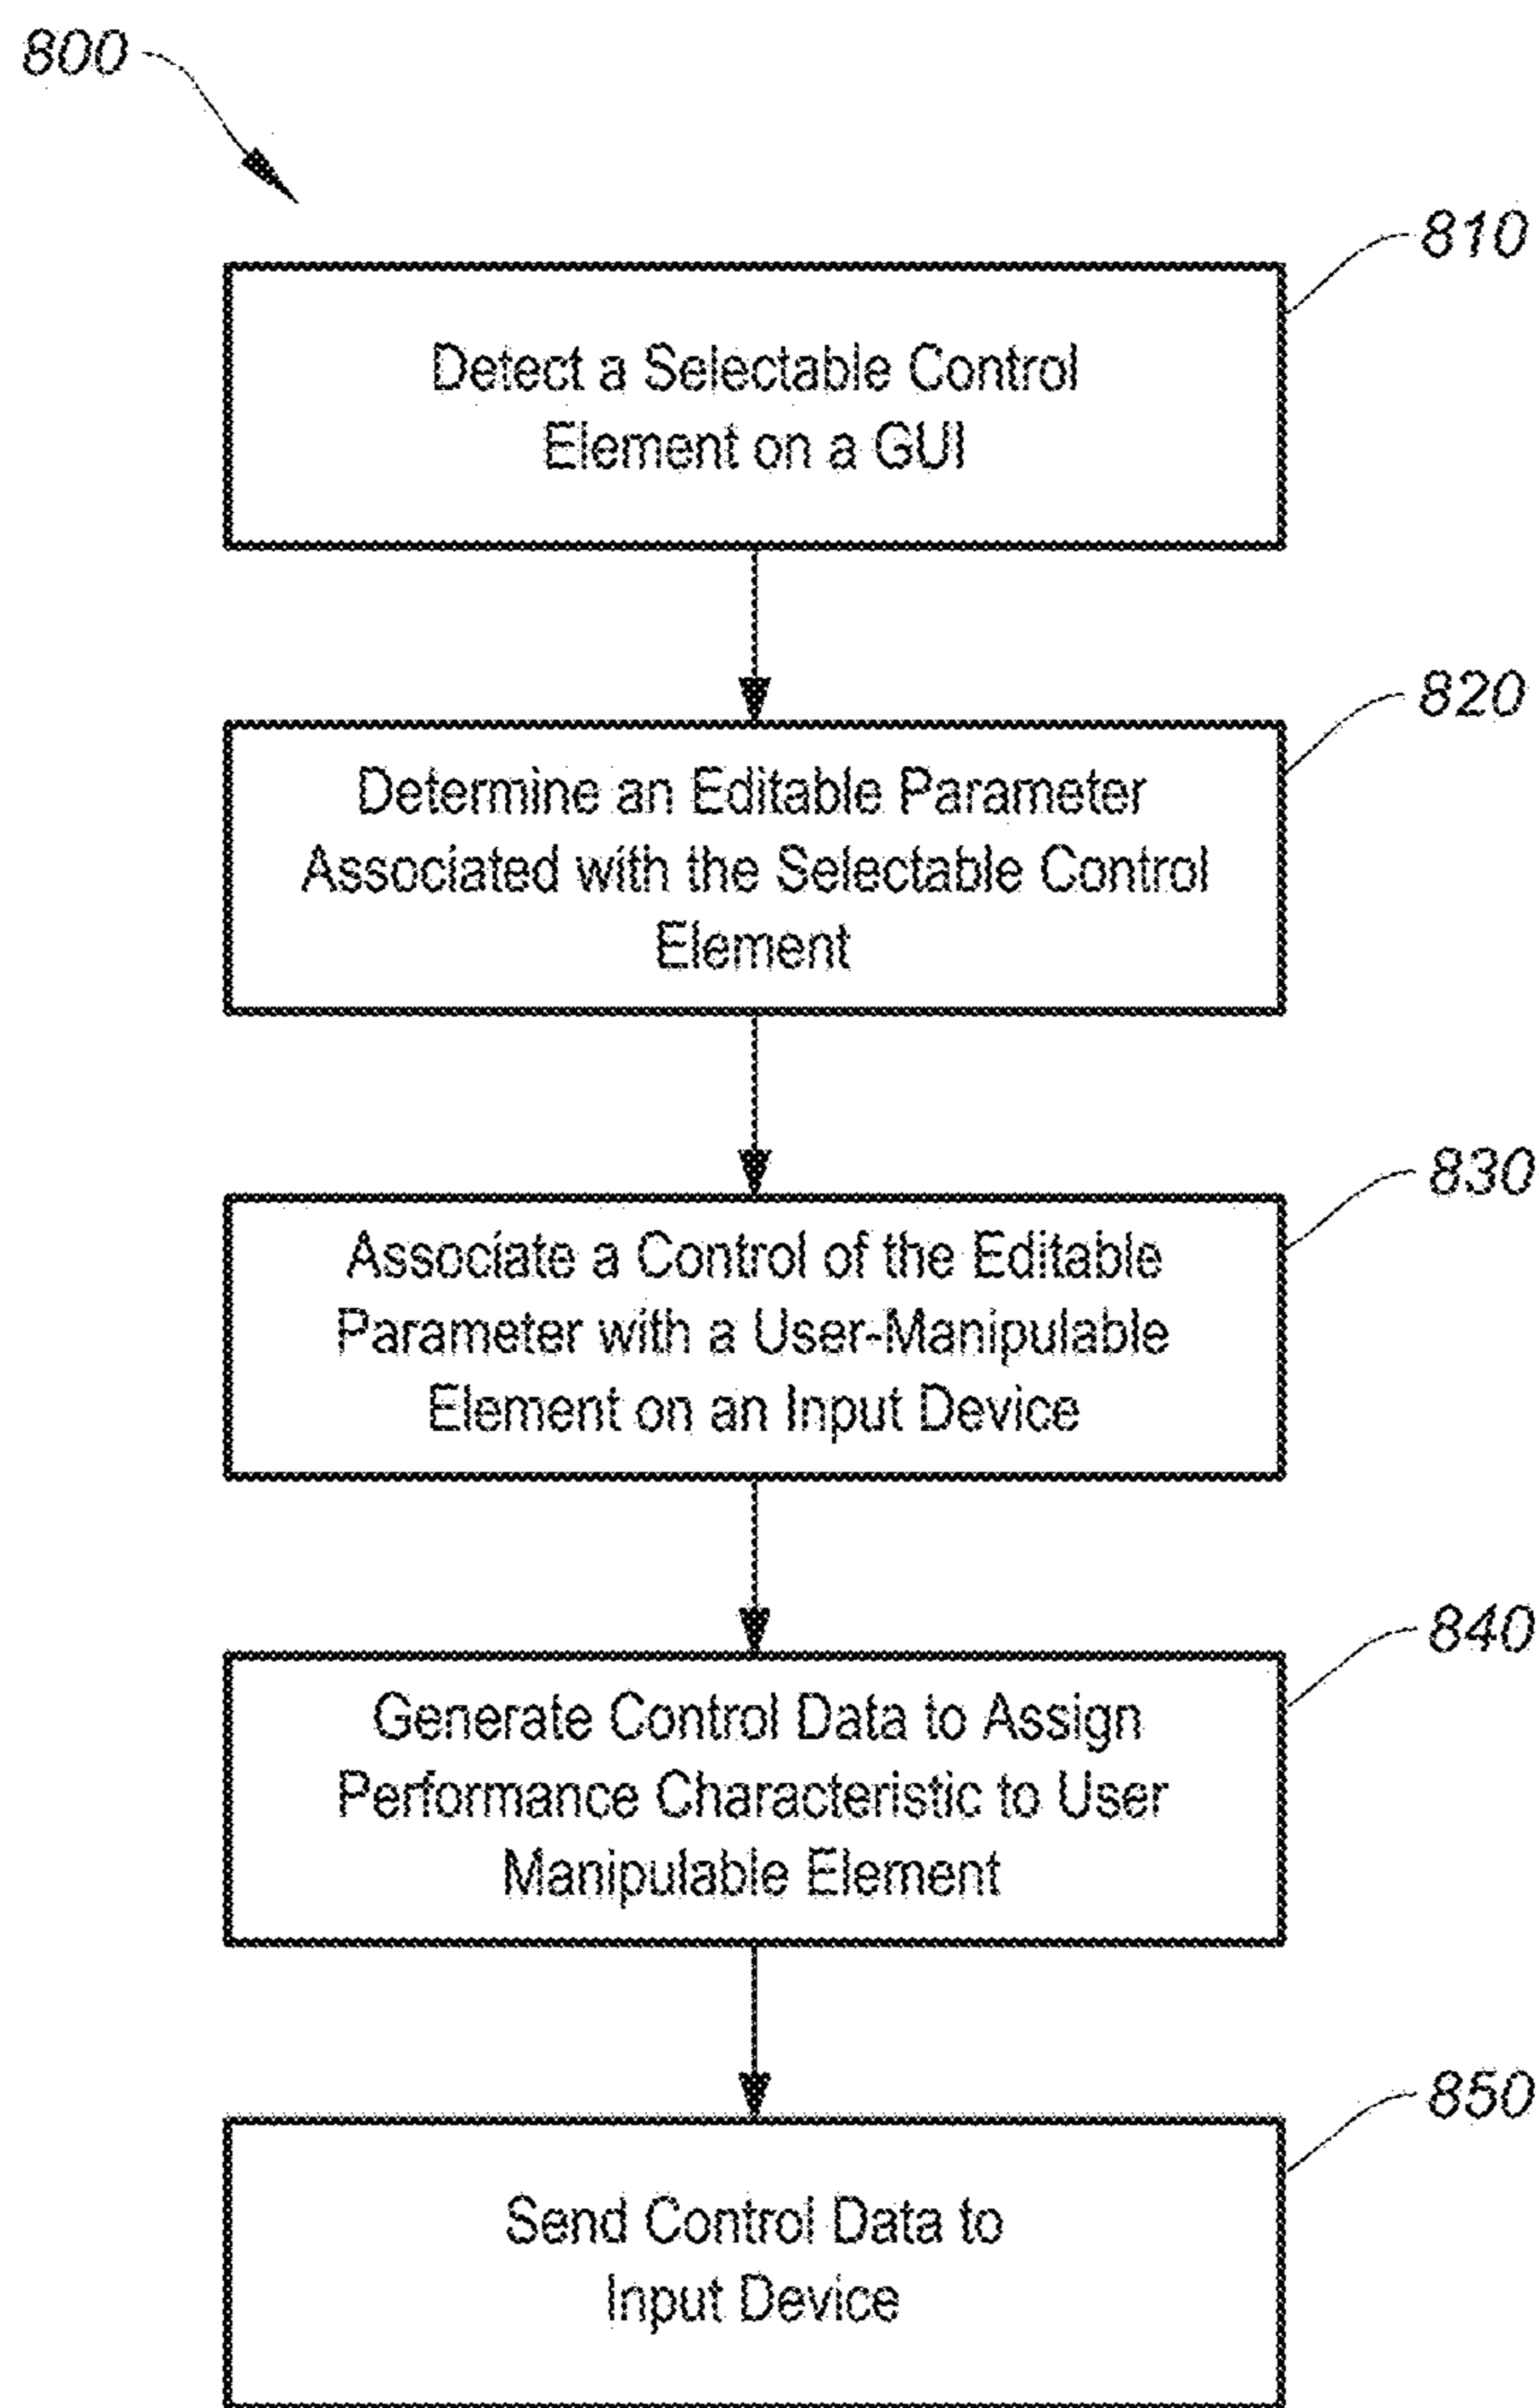 800
810
Detect a Selectable Control
Element on a GUI
820
Determine an Editable Parameter
Associated with the Selectable Control
Element
830
Associate a Control of the Editable
Parameter with a User-Manipulable
Element on an Input Device
840
Generate Control Data to Assign
Performance Characteristic to User
Manipulable Element
850
Send Control Data to
Input Device